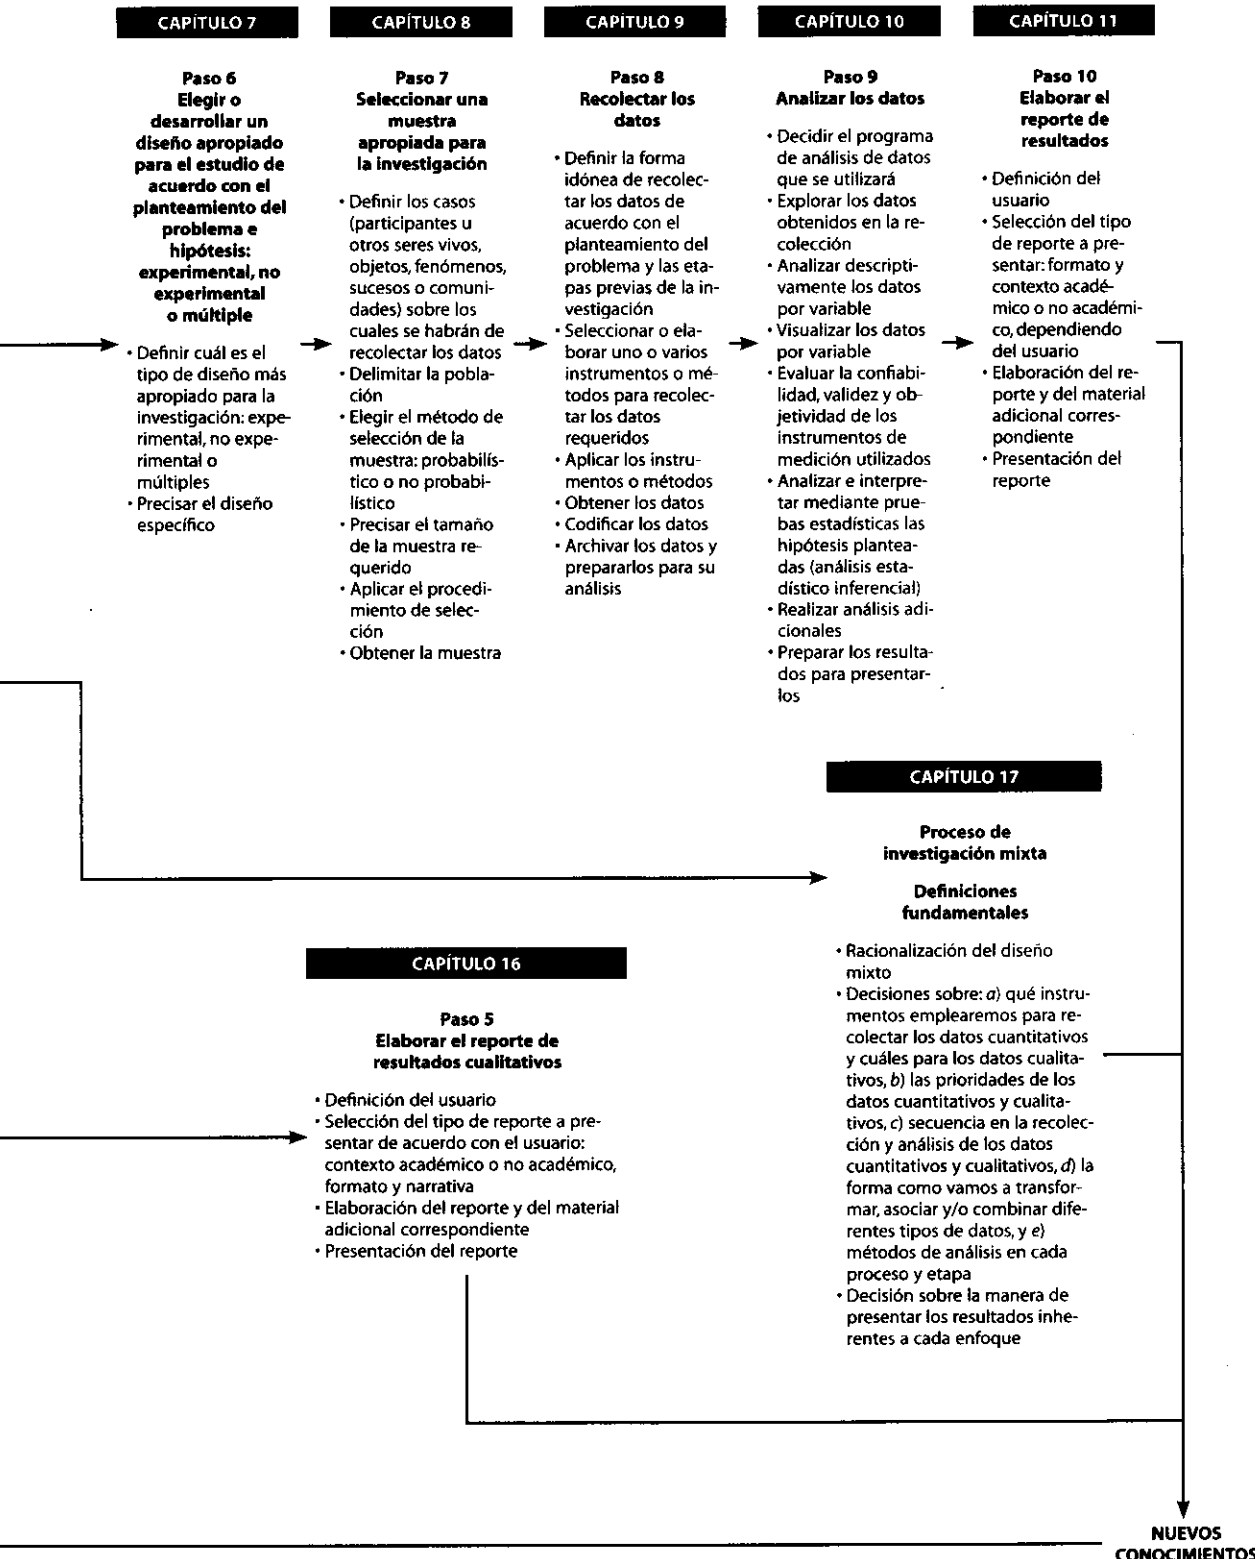 CAPÍTULO 7
Paso 6
Elegir o
desarrollar un
diseño apropiado
para el estudio de
acuerdo con el
planteamiento del
problema e
hipótesis:
experimental, no
experimental
o múltiple
• Definir cuál es el
tipo de diseño más
apropiado para la
investigación: expe-
rimental, no expe-
rimental o
múltiples
• Precisar el diseño
específico
CAPÍTULO 8
Paso 7
Seleccionar una
muestra
apropiada para
la investigación
• Definir los casos
(participantes u
otros seres vivos,
objetos, fenómenos,
sucesos o comuni-
dades) sobre los
cuales se habrán de
recolectar los datos
• Delimitar la pobla-
ción
• Elegir el método de
selección de la
muestra: probabilís-
tico o no probabi-
lístico
• Precisar el tamaño
de la muestra re-
querido
• Aplicar el procedi-
miento de selec-
ción
• Obtener la muestra
CAPÍTULO 9
Paso 8
Recolectar los
datos
• Definir la forma
idónea de recolec-
tar los datos de
acuerdo con el
planteamiento del
problema y las eta-
pas previas de la in-
vestigación
• Seleccionar o ela-
borar uno o varios
instrumentos o mé-
todos para recolec-
tar los datos
requeridos
• Aplicar los instru-
mentos o métodos
• Obtener los datos
• Codificar los datos
• Archivar los datos y
prepararlos para su
análisis
CAPÍTULO 10
Paso 9
Analizar los datos
• Decidir el programa
de análisis de datos
que se utilizará
• Explorar los datos
obtenidos en la re-
colección
• Analizar descripti-
vamente los datos
por variable
• Visualizar los datos
por variable
• Evaluar la confiabi-
lidad, validez y ob-
jetividad de los
instrumentos de
medición utilizados
• Analizar e interpre-
tar mediante prue-
bas estadísticas las
hipótesis plantea-
das (análisis esta-
dístico inferencial)
• Realizar análisis adi-
cionales
• Preparar los resulta-
dos para presentar-
los
CAPÍTULO 11
Paso 10
Elaborar el
reporte de
resultados
• Definición del
usuario
• Selección del tipo
de reporte a pre-
sentar: formato y
contexto acadé-
mico o no académi-
co, dependiendo
del usuario
• Elaboración del re-
porte y del material
adicional corres-
pondiente
• Presentación del
reporte
CAPÍTULO 17
Proceso de
investigación mixta
Definiciones
fundamentales
• Racionalización del diseño
mixto
• Decisiones sobre: a) qué instru-
mentos emplearemos para re-
colectar los datos cuantitativos
y cuáles para los datos cualita-
tivos, b) las prioridades de los
datos cuantitativos y cualita-
tivos, c) secuencia en la recolec-
ción y análisis de los datos
cuantitativos y cualitativos, d) la
forma como vamos a transfor-
mar, asociar y/o combinar dife-
rentes tipos de datos, y e)
métodos de análisis en cada
proceso y etapa
• Decisión sobre la manera de
presentar los resultados inhe-
rentes a cada enfoque
CAPÍTULO 16
Paso 5
Elaborar el reporte de
resultados cualitativos
• Definición del usuario
• Selección del tipo de reporte a pre-
sentar de acuerdo con el usuario:
contexto académico o no académico,
formato y narrativa
• Elaboración del reporte y del material
adicional correspondiente
• Presentación del reporte
NUEVOS
CONOCIMIENTOS